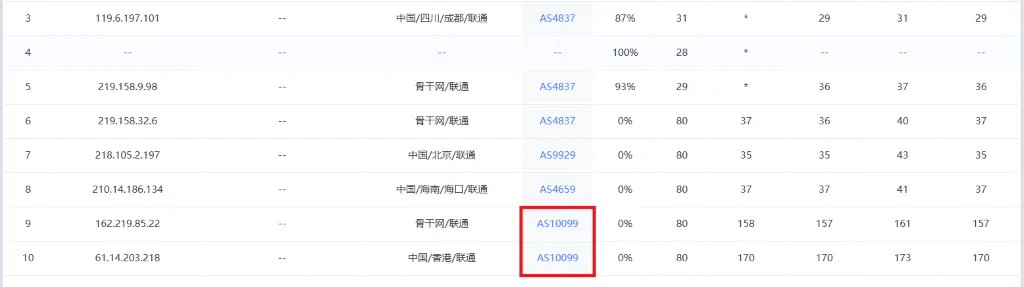 3 119.6.197.101 -- 中国/四川/成都/联通 AS4837 87% 31 * 29 31 29
4 -- -- -- -- 100% 28 * -- -- --
5 219.158.9.98 -- 骨干网/联通 AS4837 93% 29 * 36 37 36
6 219.158.32.6 -- 骨干网/联通 AS4837 0% 80 37 36 40 37
7 218.105.2.197 -- 中国/北京/联通 AS9929 0% 80 35 35 43 35
8 210.14.186.134 -- 中国/海南/海口/联通 AS4659 0% 80 37 37 41 37
9 162.219.85.22 -- 骨干网/联通 AS10099 0% 80 158 157 161 157
10 61.14.203.218 -- 中国/香港/联通 AS10099 0% 80 170 170 173 170